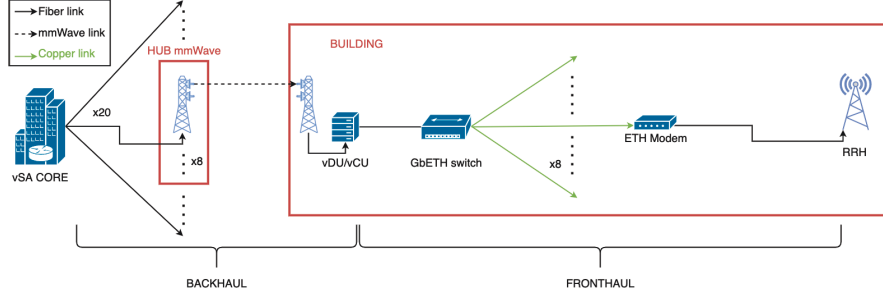 Fiber link
mmWave link
Copper link
HUB mmWave
BUILDING
x20
x8
vSA CORE
vDU/vCU
GbETH switch
x8
ETH Modem
RRH
BACKHAUL
FRONTHAUL